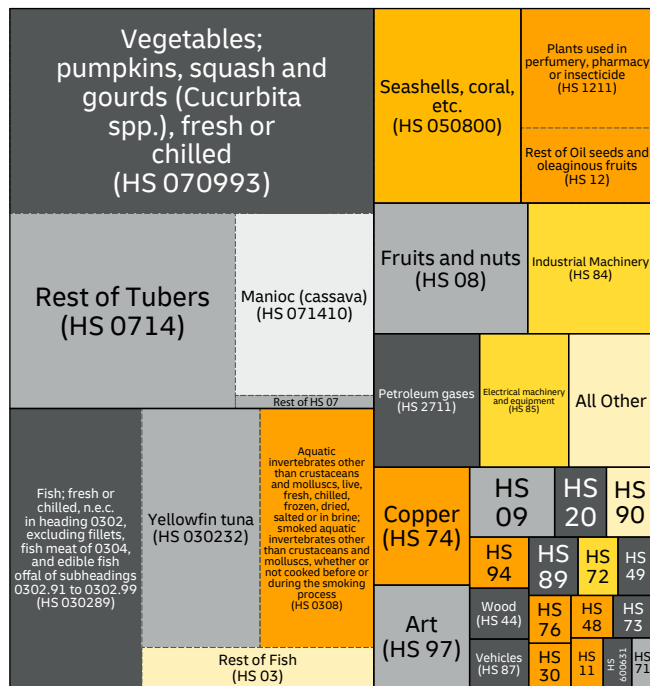 Vegetables;
pumpkins, squash and
gourds (Cucurbita
spp.), fresh or
chilled
(HS 070993)
Rest of Tubers
(HS 0714)
Manioc (cassava)
(HS 071410)
Rest of HS 07
Fish; fresh or
chilled, n.e.c.
in heading 0302,
excluding fillets,
fish meat of 0304,
and edible fish
offal of subheadings
0302.91 to 0302.99
(HS 030289)
Yellowfin tuna
(HS 030232)
Aquatic
invertebrates other
than crustaceans
and molluscs, live,
fresh, chilled,
frozen, dried,
salted or in brine;
smoked aquatic
invertebrates other
than crustaceans and
molluscs, whether or
not cooked before or
during the smoking
process
(HS 0308)
Rest of Fish
(HS 03)
Seashells, coral,
etc.
(HS 050800)
Plants used in
perfumery, pharmacy
or insecticide
(HS 1211)
Rest of Oil seeds and
oleaginous fruits
(HS 12)
Fruits and nuts
(HS 08)
Industrial Machinery
(HS 84)
Petroleum gases
(HS 2711)
Electrical machinery
and equipment
(HS 85)
All Other
Copper
(HS 74)
HS
09
HS
20
HS
90
HS
94
HS
89
HS
72
HS
49
Art
(HS 97)
Wood
(HS 44)
HS
76
HS
48
HS
73
Vehicles
(HS 87)
HS
30
HS
11
HS
600631
HS
71